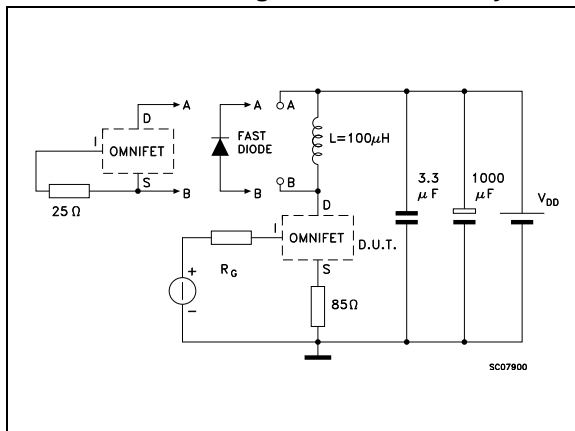 A
D
I
OMNIFET
S
B
25 Ω
A
FAST
DIODE
B
A
L=100μH
B
D
I
OMNIFET
D.U.T.
S
R_G
+
-
85Ω
3.3
μF
1000
μF
V_DD
SC07900